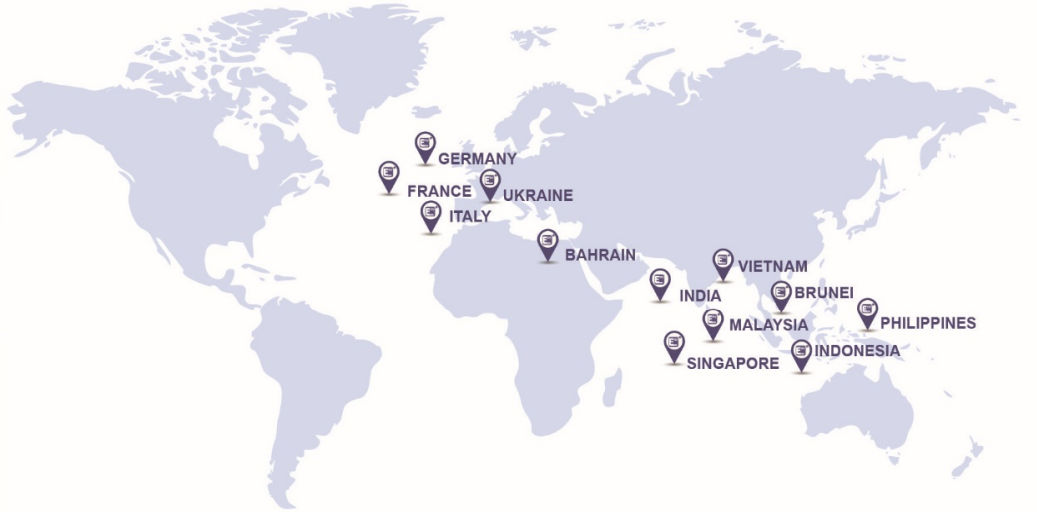 GERMANY
FRANCE
UKRAINE
ITALY
BAHRAIN
VIETNAM
INDIA
BRUNEI
MALAYSIA
PHILIPPINES
SINGAPORE
INDONESIA